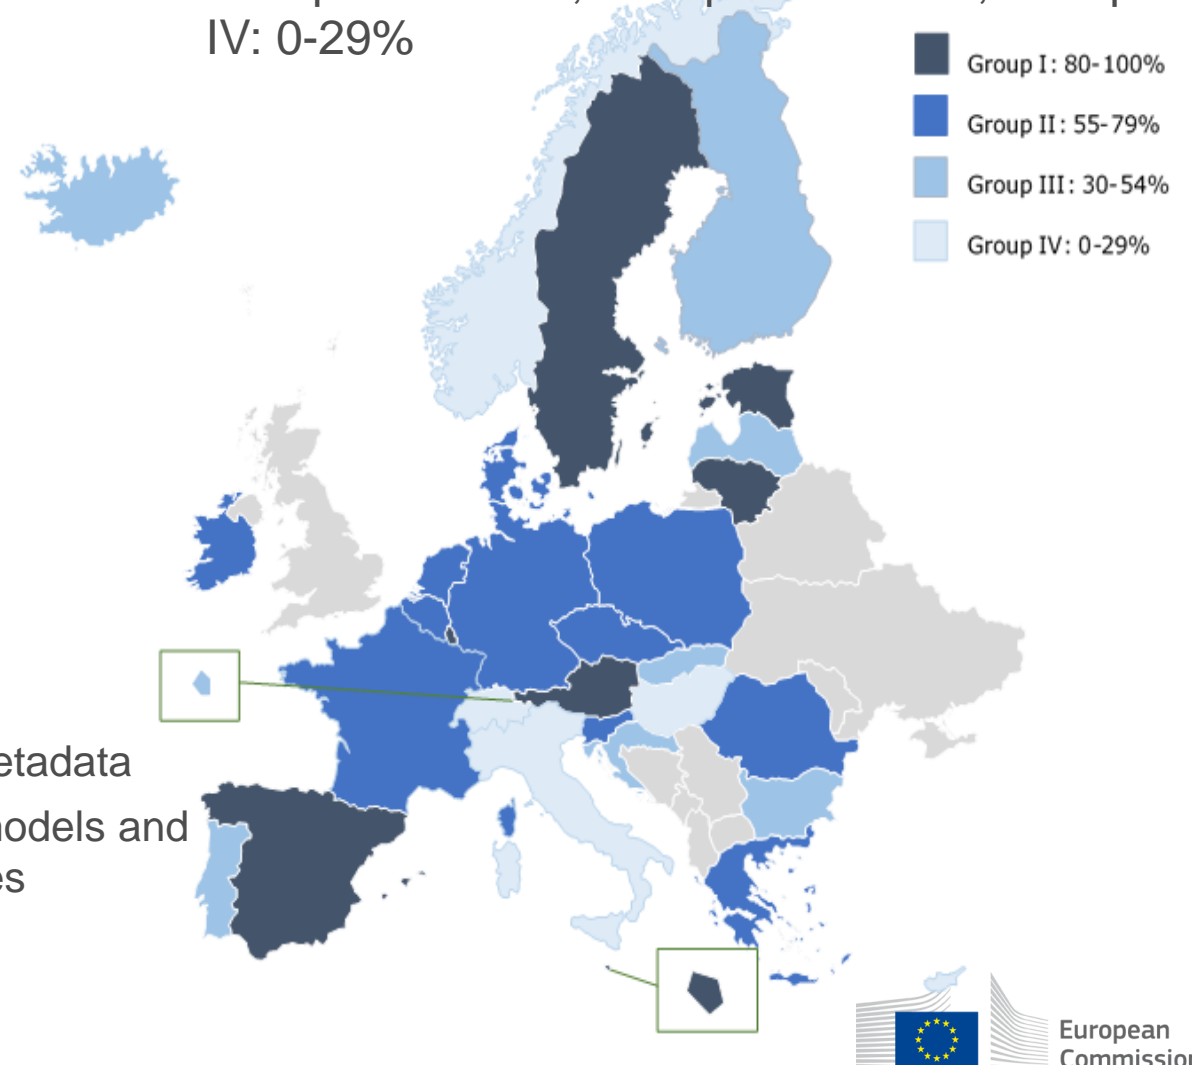 IV: 0-29%
Group I: 80-100%
Group II: 55-79%
Group III: 30-54%
Group IV: 0-29%
etadata
odels and
es
European
Commission